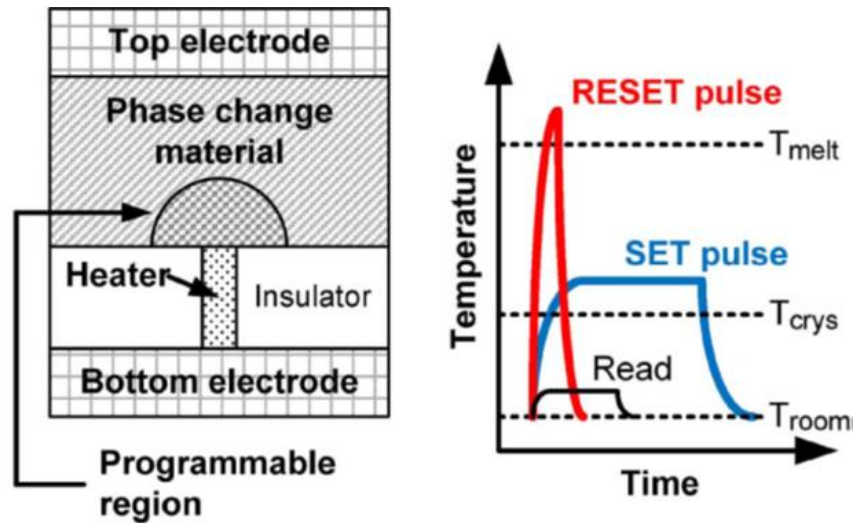 Top electrode
Phase change
material
Heater
Insulator
Bottom electrode
Programmable
region
RESET pulse
Tmelt
SET pulse
Tcrys
Read
Troom
Temperature
Time